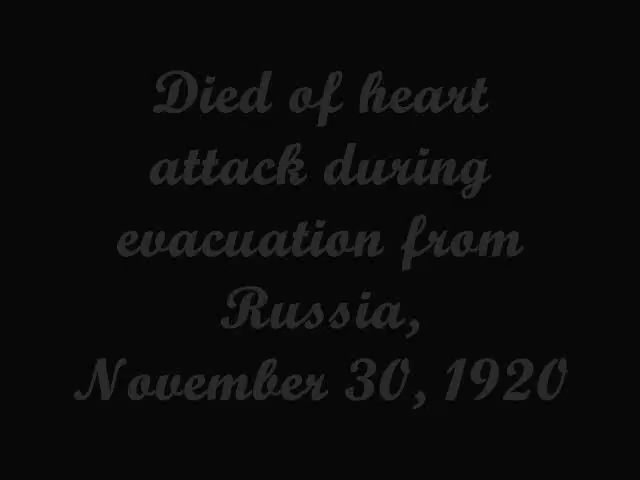 Died of heart
attack during
evacuation from
Russia,
November 30, 1920